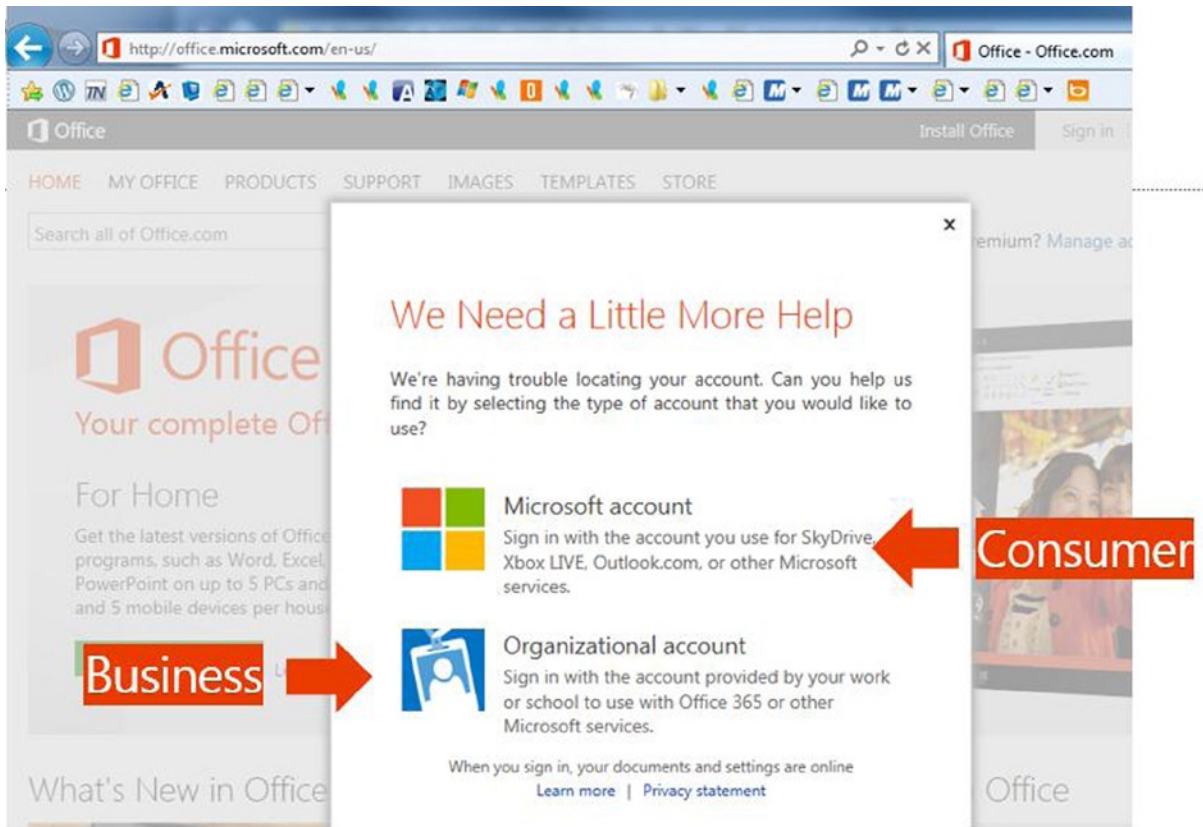 http://office.microsoft.com/en-us/
Office - Office.com
Office
Install Office
Sign in
HOME MY OFFICE PRODUCTS SUPPORT IMAGES TEMPLATES STORE
Search all of Office.com
emium? Manage ac
x
We Need a Little More Help
We're having trouble locating your account. Can you help us
find it by selecting the type of account that you would like to
use?
Office
Your complete Off
For Home
Get the latest versions of Office
programs, such as Word, Excel,
PowerPoint on up to 5 PCs and
and 5 mobile devices per hous
Microsoft account
Sign in with the account you use for SkyDrive,
Xbox LIVE, Outlook.com, or other Microsoft
services.
Consumer
Business
Organizational account
Sign in with the account provided by your work
or school to use with Office 365 or other
Microsoft services.
When you sign in, your documents and settings are online
Learn more | Privacy statement
What's New in Office
Office